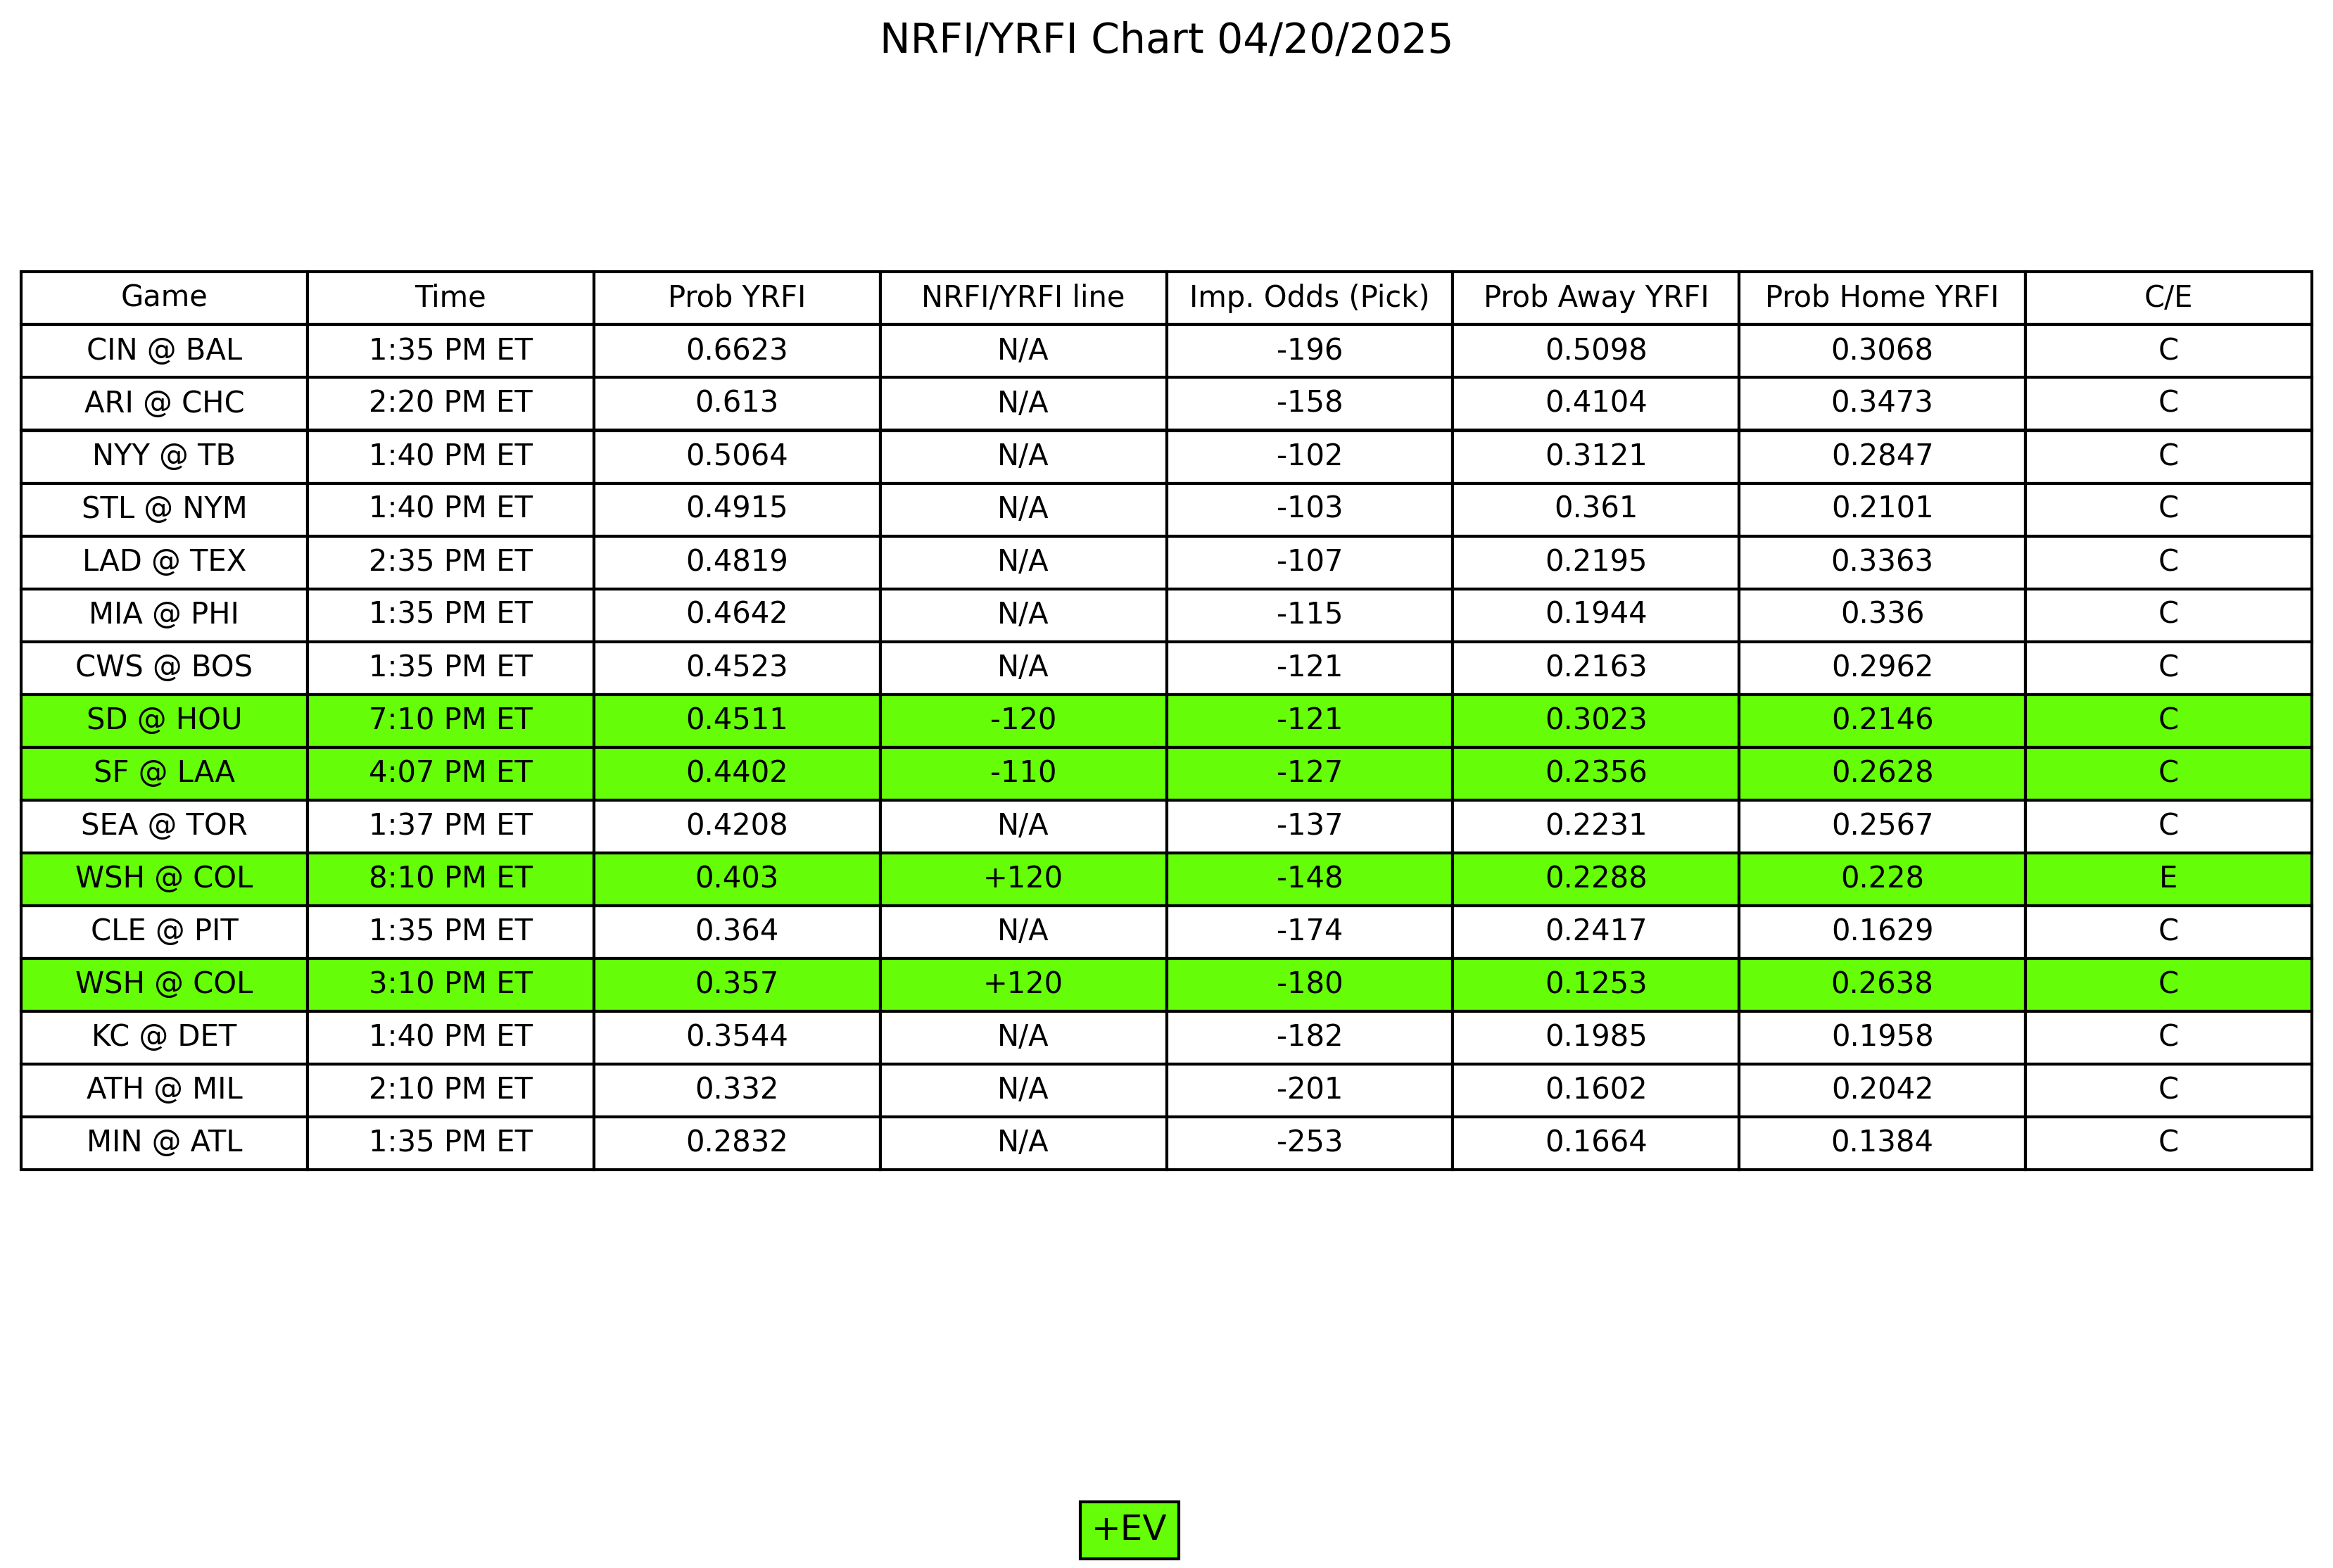 NRFI/YRFI Chart 04/20/2025
Game Time Prob YRFI NRFI/YRFI line Imp. Odds (Pick) Prob Away YRFI Prob Home YRFI C/E
CIN @ BAL 1:35 PM ET 0.6623 N/A -196 0.5098 0.3068 C
ARI @ CHC 2:20 PM ET 0.613 N/A -158 0.4104 0.3473 C
NYY @ TB 1:40 PM ET 0.5064 N/A -102 0.3121 0.2847 C
STL @ NYM 1:40 PM ET 0.4915 N/A -103 0.361 0.2101 C
LAD @ TEX 2:35 PM ET 0.4819 N/A -107 0.2195 0.3363 C
MIA @ PHI 1:35 PM ET 0.4642 N/A -115 0.1944 0.336 C
CWS @ BOS 1:35 PM ET 0.4523 N/A -121 0.2163 0.2962 C
SD @ HOU 7:10 PM ET 0.4511 -120 -121 0.3023 0.2146 C
SF @ LAA 4:07 PM ET 0.4402 -110 -127 0.2356 0.2628 C
SEA @ TOR 1:37 PM ET 0.4208 N/A -137 0.2231 0.2567 C
WSH @ COL 8:10 PM ET 0.403 +120 -148 0.2288 0.228 E
CLE @ PIT 1:35 PM ET 0.364 N/A -174 0.2417 0.1629 C
WSH @ COL 3:10 PM ET 0.357 +120 -180 0.1253 0.2638 C
KC @ DET 1:40 PM ET 0.3544 N/A -182 0.1985 0.1958 C
ATH @ MIL 2:10 PM ET 0.332 N/A -201 0.1602 0.2042 C
MIN @ ATL 1:35 PM ET 0.2832 N/A -253 0.1664 0.1384 C
+EV